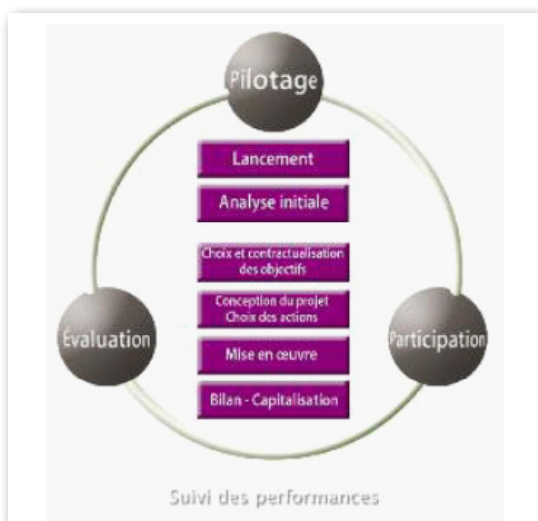 Pilotage
Lancement
Analyse initiale
Choix et contractualisation
des objectifs
Conception du projet
Choix des actions
Évaluation
Participation
Mise en œuvre
Bilan - Capitalisation
Suivi des performances